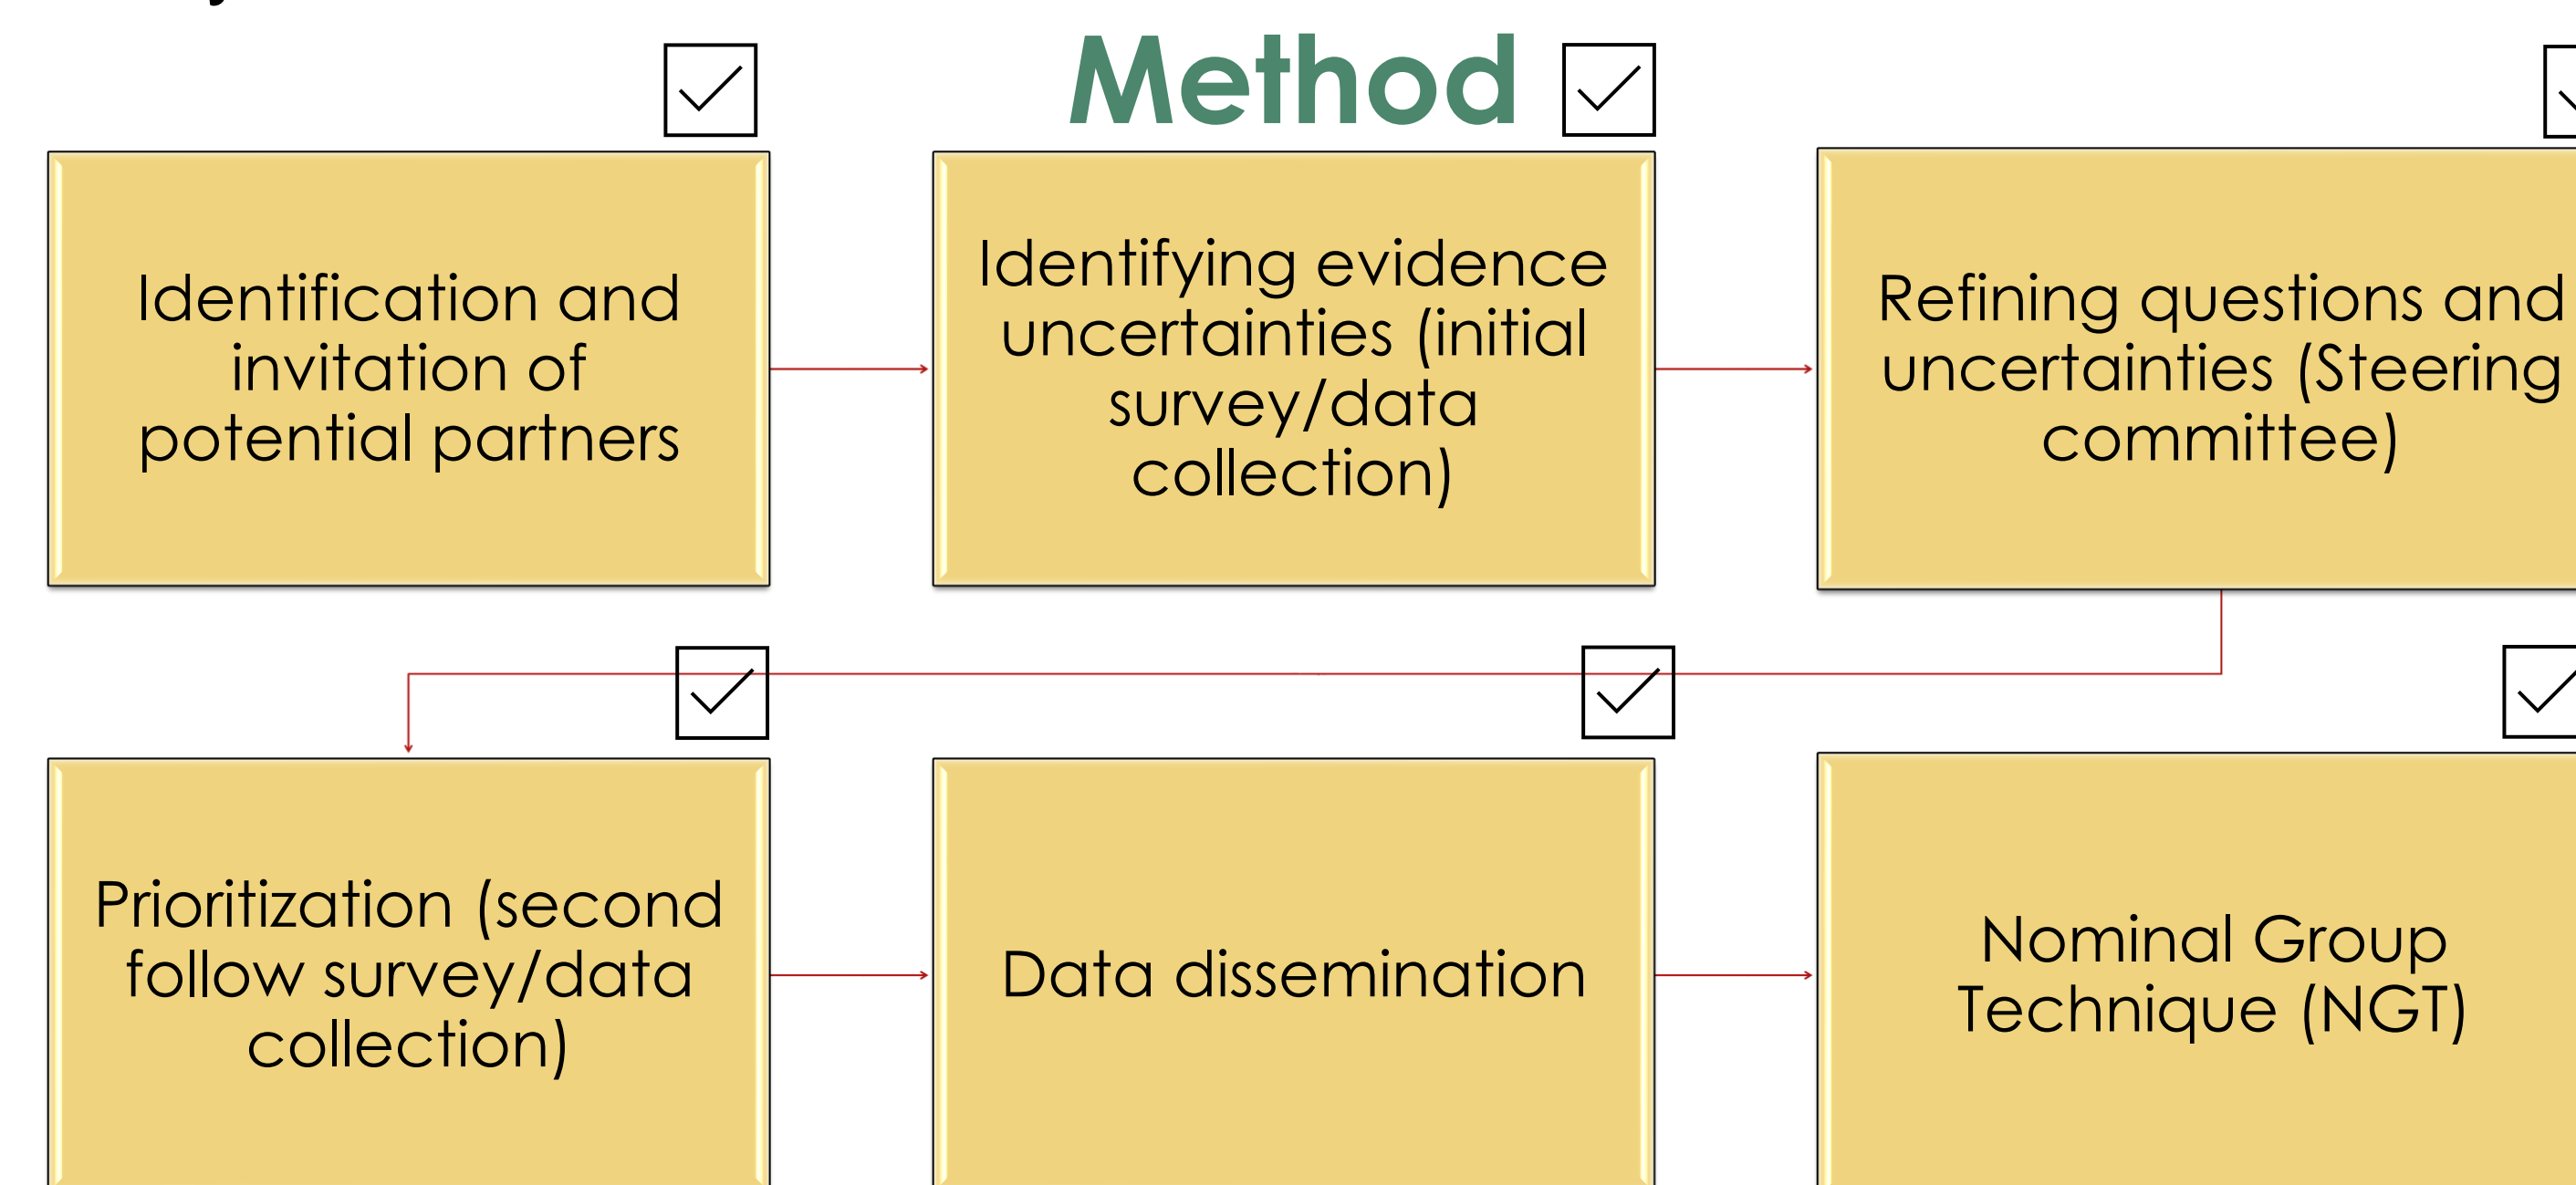 Method
Identification and
invitation of
potential partners
Identifying evidence
uncertainties (initial
survey/data
collection)
Refining questions and
uncertainties (Steering
committee)
Prioritization (second
follow survey/data
collection)
Data dissemination
Nominal Group
Technique (NGT)